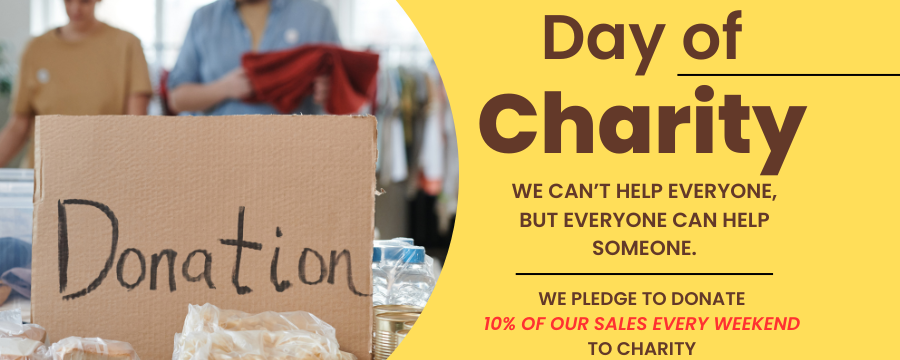 Donation
Day of
Charity
WE CAN’T HELP EVERYONE,
BUT EVERYONE CAN HELP
SOMEONE.
WE PLEDGE TO DONATE
10% OF OUR SALES EVERY WEEKEND
TO CHARITY